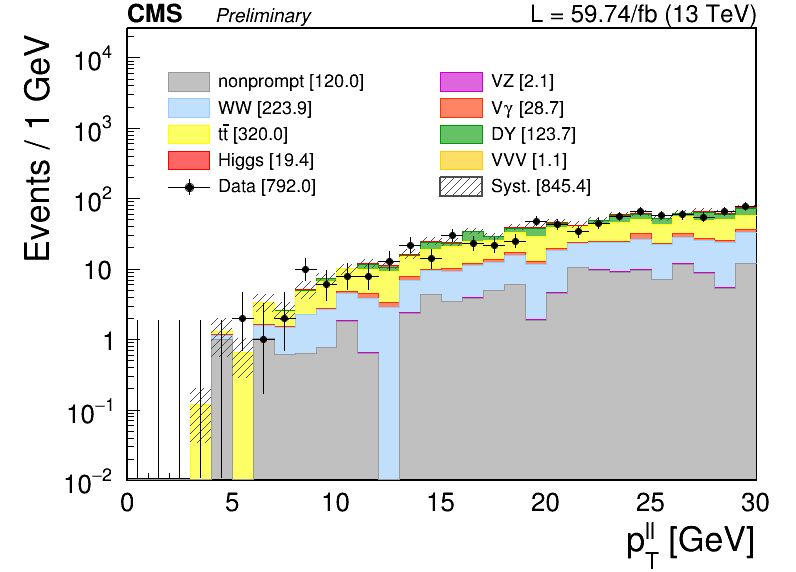 CMS Preliminary L = 59.74/fb (13 TeV)
Events / 1 GeV
10⁴
10³
10²
10
1
10⁻¹
10⁻²
nonprompt [120.0]
WW [223.9]
tt̄ [320.0]
Higgs [19.4]
Data [792.0]
VZ [2.1]
Vγ [28.7]
DY [123.7]
VVV [1.1]
Syst. [845.4]
0 5 10 15 20 25 30
p_T^ll [GeV]